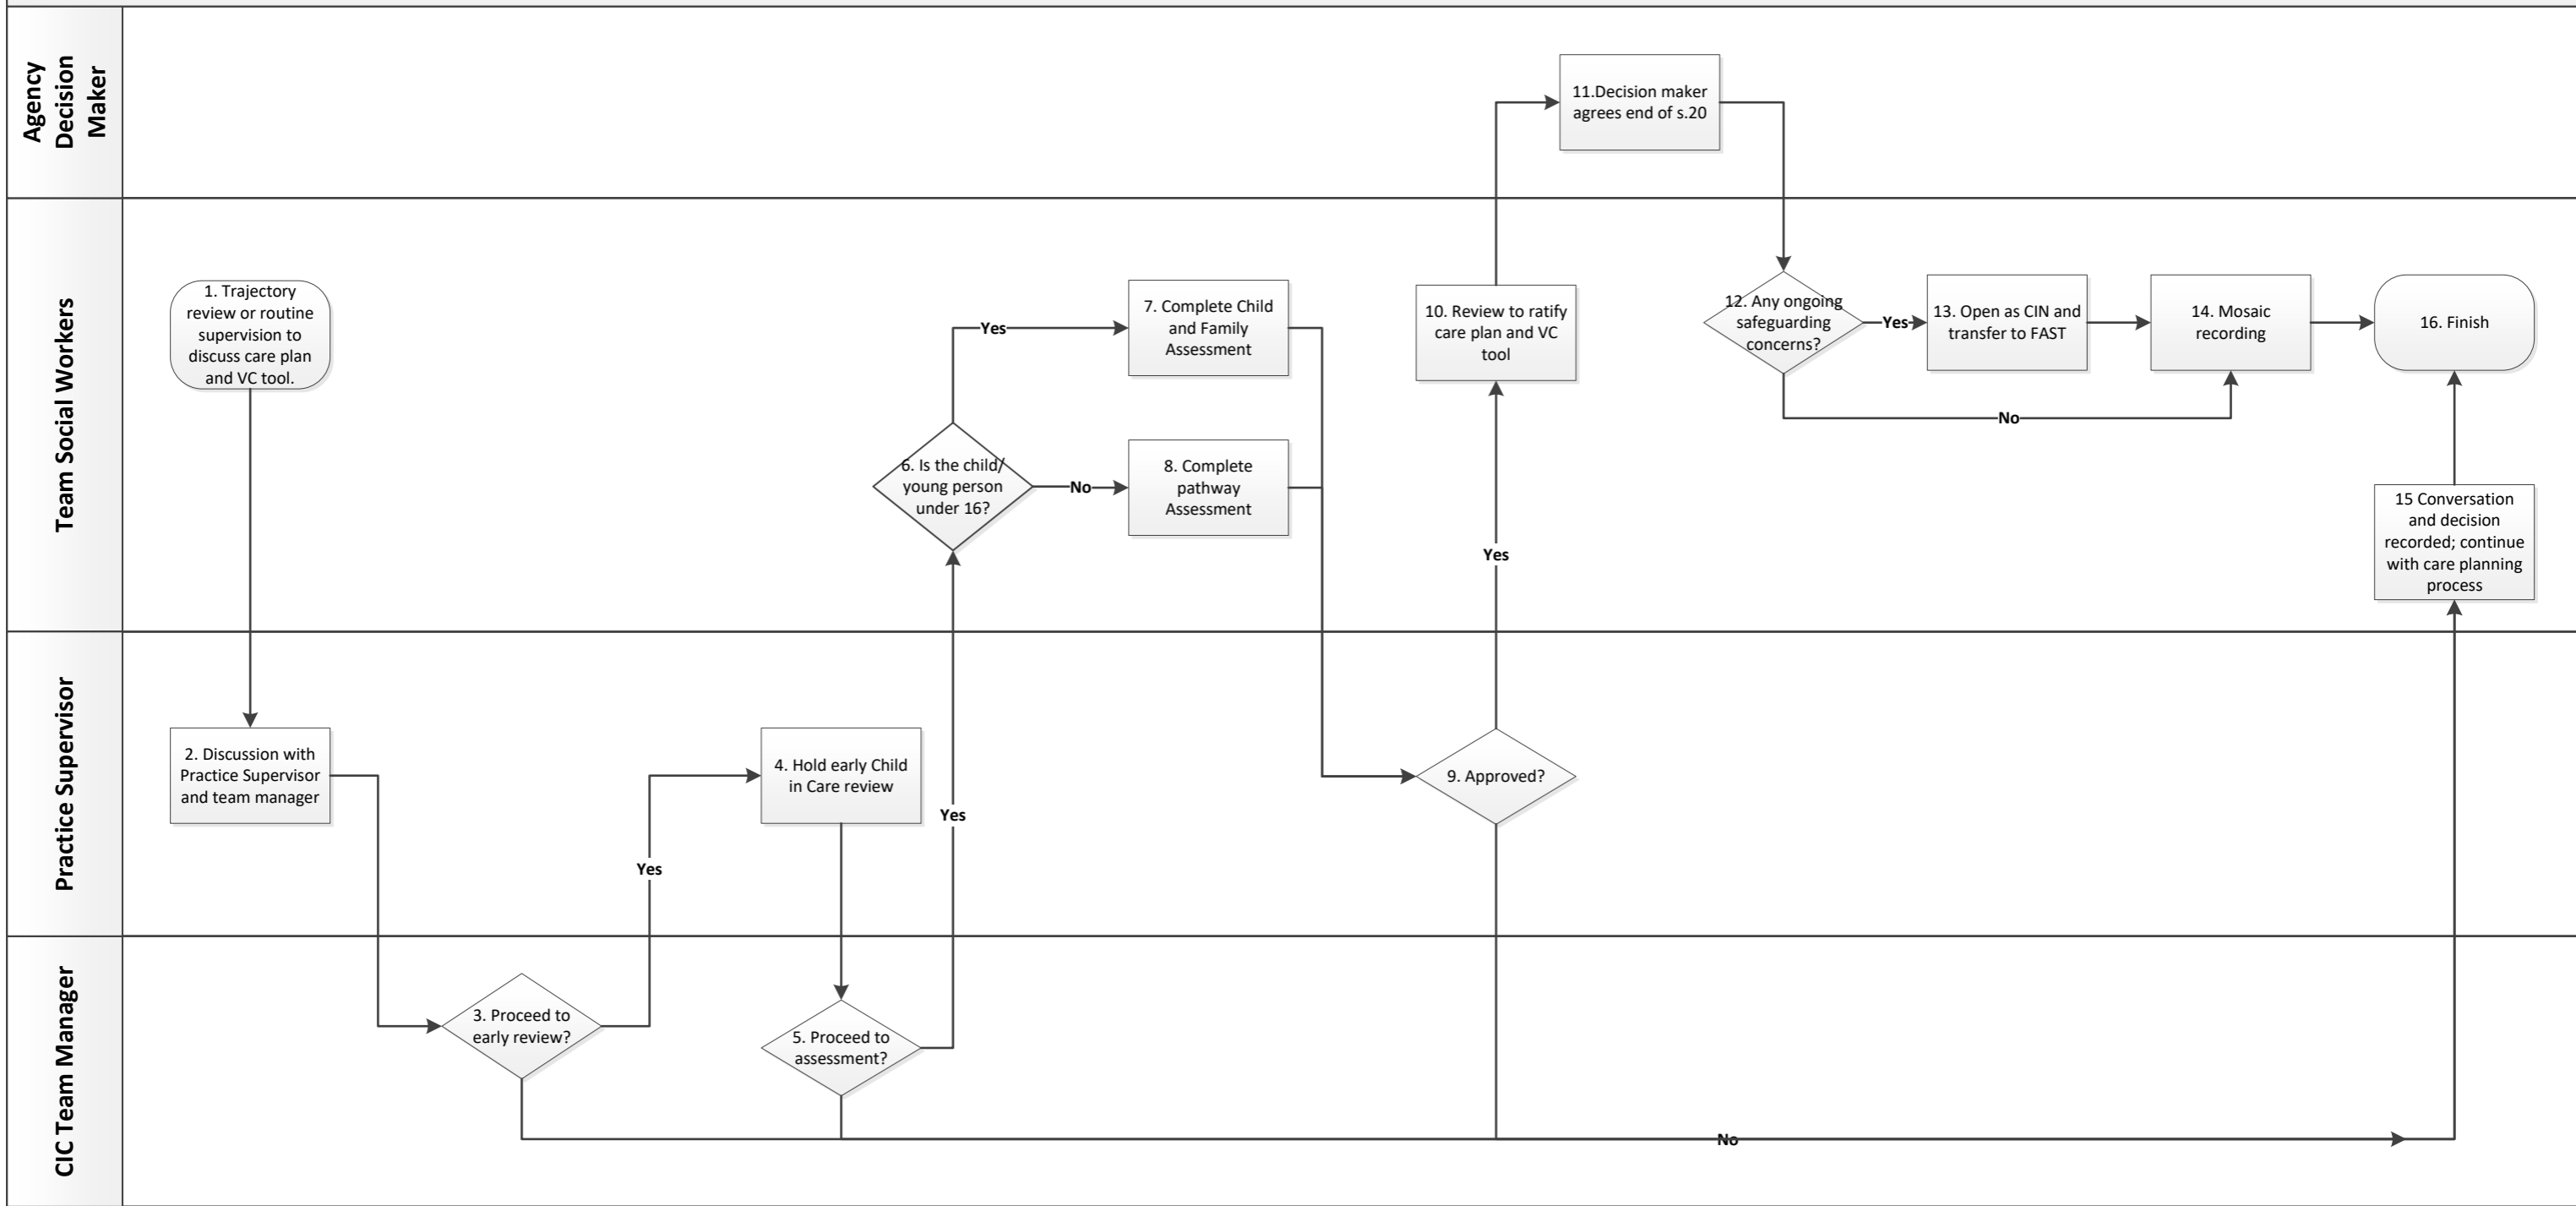 Agency
Decision
Maker
11.Decision maker
agrees end of s.20
Team Social Workers
1. Trajectory
review or routine
supervision to
discuss care plan
and VC tool.
6. Is the child/
young person
under 16?
Yes
7. Complete Child
and Family
Assessment
No
8. Complete
pathway
Assessment
10. Review to ratify
care plan and VC
tool
Yes
12. Any ongoing
safeguarding
concerns?
Yes
13. Open as CIN and
transfer to FAST
No
14. Mosaic
recording
16. Finish
15 Conversation
and decision
recorded; continue
with care planning
process
Practice Supervisor
2. Discussion with
Practice Supervisor
and team manager
Yes
4. Hold early Child
in Care review
Yes
9. Approved?
CIC Team Manager
3. Proceed to
early review?
5. Proceed to
assessment?
No